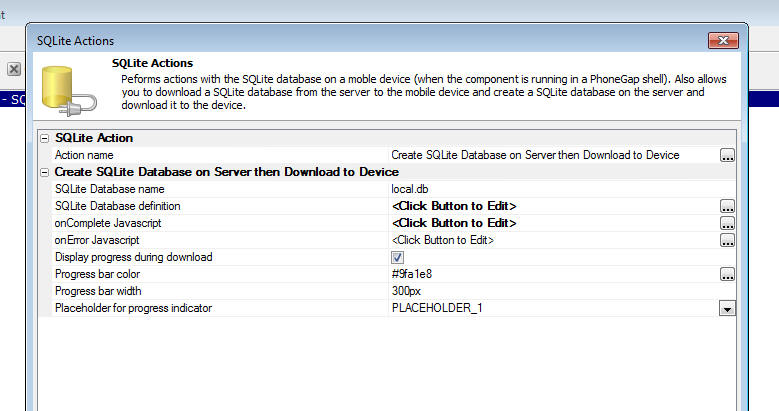 t
SQLite Actions
SQLite Actions
Peforms actions with the SQLite database on a moble device (when the component is running in a PhoneGap shell). Also allows
you to download a SQLite database from the server to the mobile device and create a SQLite database on the server and
download it to the device.
- SQ
SQLite Action
Action name Create SQLite Database on Server then Download to Device ...
Create SQLite Database on Server then Download to Device
SQLite Database name local.db
SQLite Database definition <Click Button to Edit> ...
onComplete Javascript <Click Button to Edit> ...
onError Javascript <Click Button to Edit> ...
Display progress during download
Progress bar color #9fa1e8 ...
Progress bar width 300px
Placeholder for progress indicator PLACEHOLDER_1